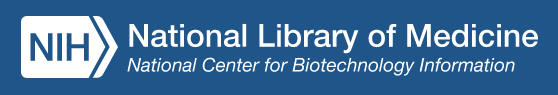 NIH National Library of Medicine
National Center for Biotechnology Information